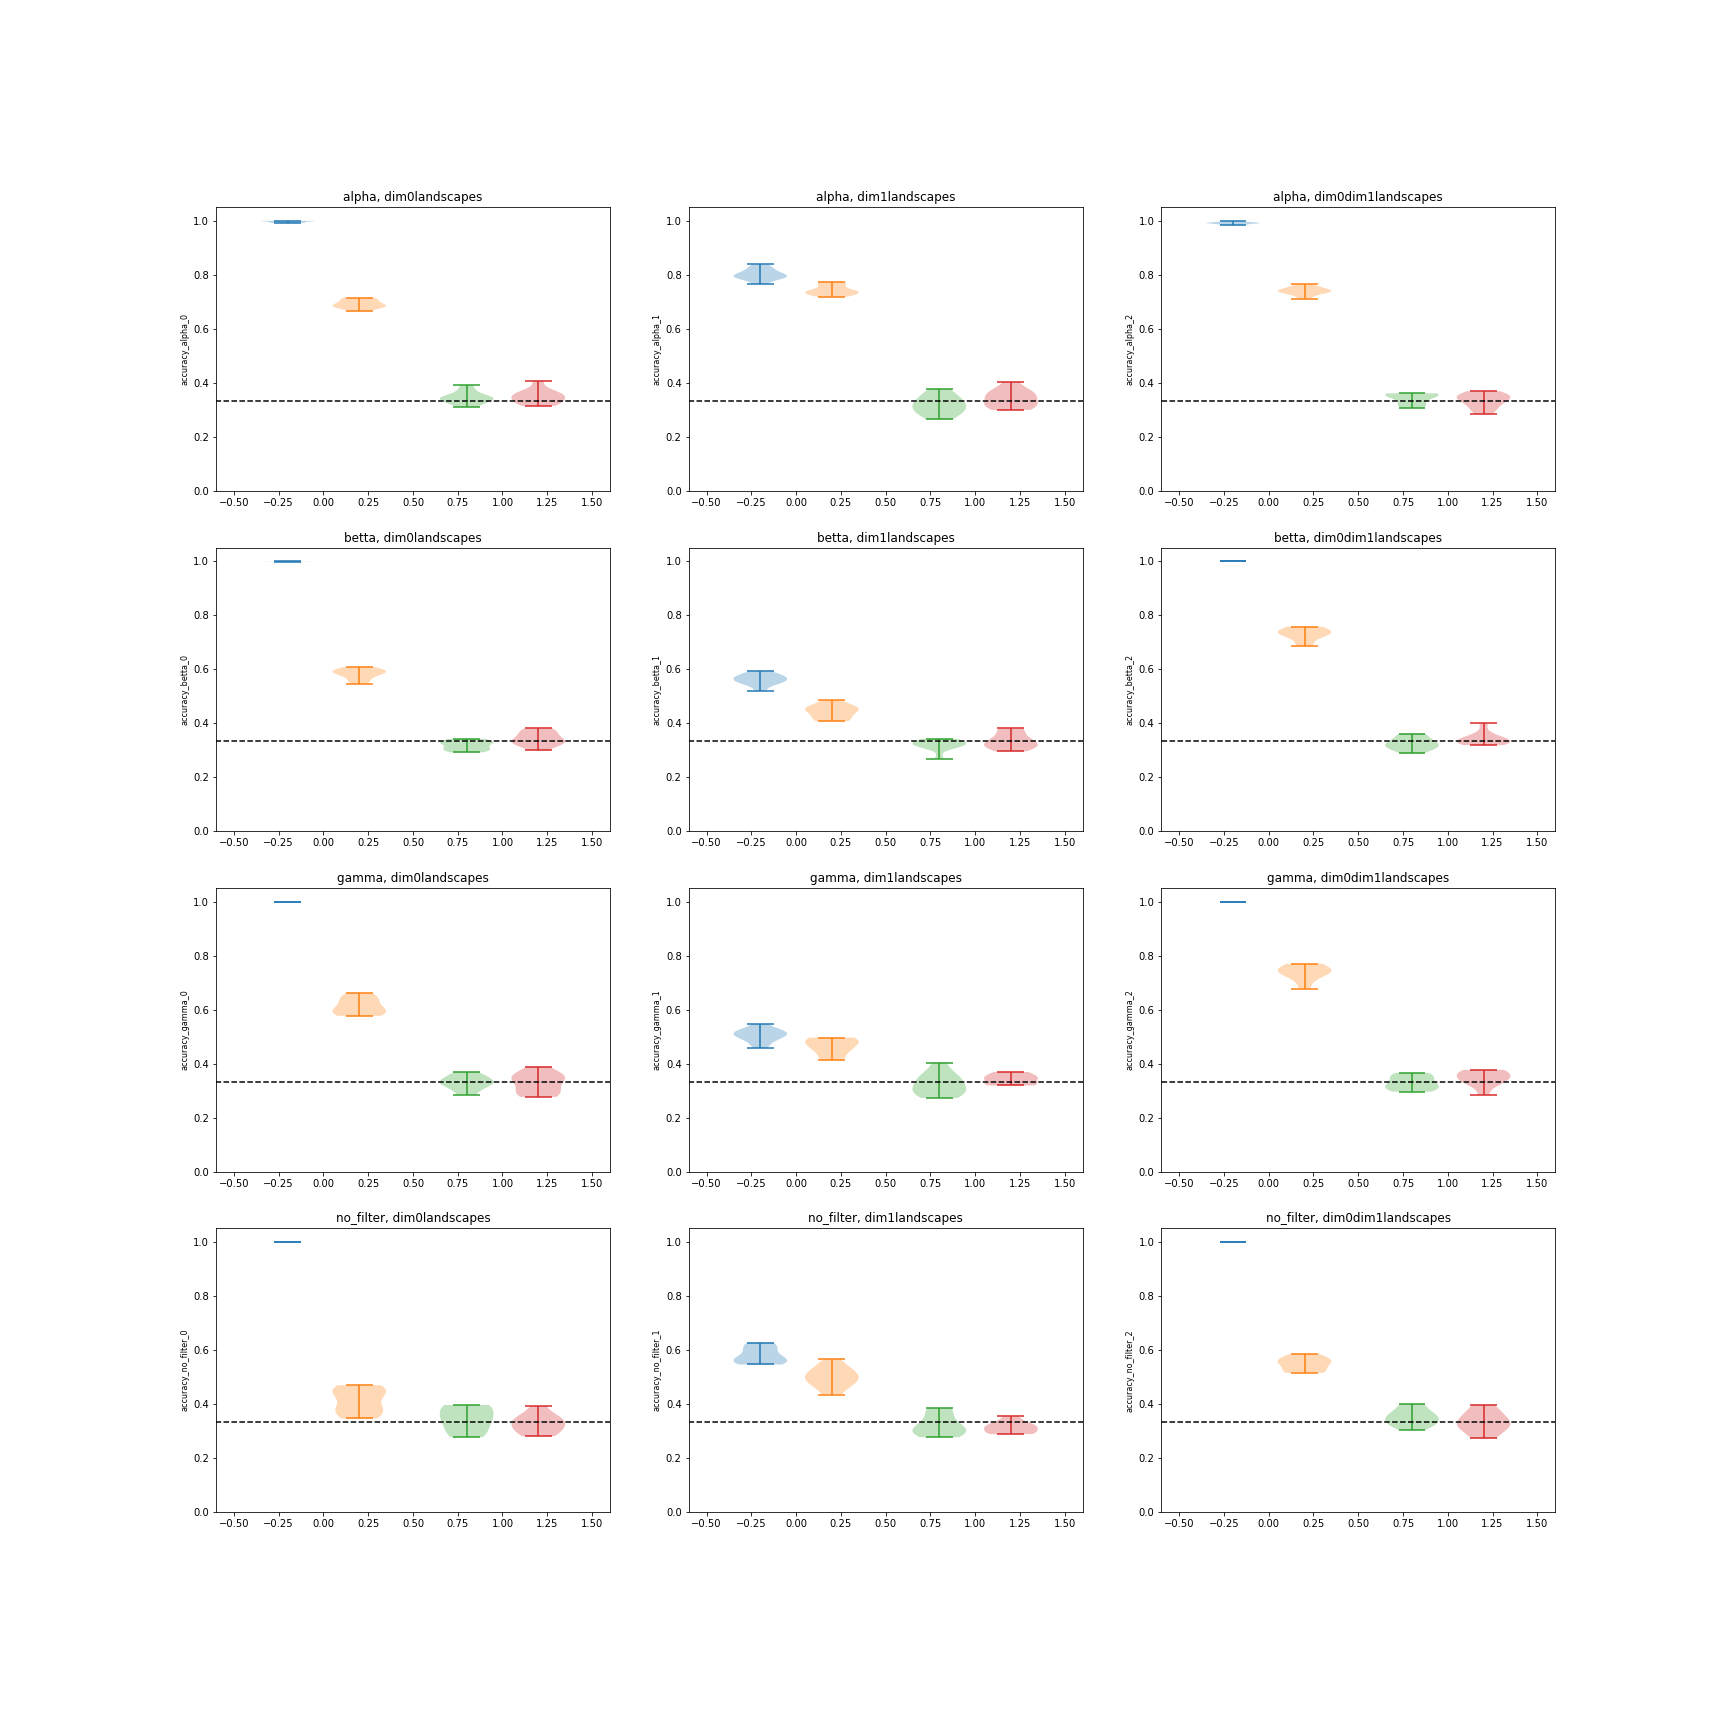 alpha, dim0landscapes
accuracy_alpha_0
1.0
0.8
0.6
0.4
0.2
0.0
−0.50 −0.25 0.00 0.25 0.50 0.75 1.00 1.25 1.50
alpha, dim1landscapes
accuracy_alpha_1
1.0
0.8
0.6
0.4
0.2
0.0
−0.50 −0.25 0.00 0.25 0.50 0.75 1.00 1.25 1.50
alpha, dim0dim1landscapes
accuracy_alpha_2
1.0
0.8
0.6
0.4
0.2
0.0
−0.50 −0.25 0.00 0.25 0.50 0.75 1.00 1.25 1.50
betta, dim0landscapes
accuracy_betta_0
1.0
0.8
0.6
0.4
0.2
0.0
−0.50 −0.25 0.00 0.25 0.50 0.75 1.00 1.25 1.50
betta, dim1landscapes
accuracy_betta_1
1.0
0.8
0.6
0.4
0.2
0.0
−0.50 −0.25 0.00 0.25 0.50 0.75 1.00 1.25 1.50
betta, dim0dim1landscapes
accuracy_betta_2
1.0
0.8
0.6
0.4
0.2
0.0
−0.50 −0.25 0.00 0.25 0.50 0.75 1.00 1.25 1.50
gamma, dim0landscapes
accuracy_gamma_0
1.0
0.8
0.6
0.4
0.2
0.0
−0.50 −0.25 0.00 0.25 0.50 0.75 1.00 1.25 1.50
gamma, dim1landscapes
accuracy_gamma_1
1.0
0.8
0.6
0.4
0.2
0.0
−0.50 −0.25 0.00 0.25 0.50 0.75 1.00 1.25 1.50
gamma, dim0dim1landscapes
accuracy_gamma_2
1.0
0.8
0.6
0.4
0.2
0.0
−0.50 −0.25 0.00 0.25 0.50 0.75 1.00 1.25 1.50
no_filter, dim0landscapes
accuracy_no_filter_0
1.0
0.8
0.6
0.4
0.2
0.0
−0.50 −0.25 0.00 0.25 0.50 0.75 1.00 1.25 1.50
no_filter, dim1landscapes
accuracy_no_filter_1
1.0
0.8
0.6
0.4
0.2
0.0
−0.50 −0.25 0.00 0.25 0.50 0.75 1.00 1.25 1.50
no_filter, dim0dim1landscapes
accuracy_no_filter_2
1.0
0.8
0.6
0.4
0.2
0.0
−0.50 −0.25 0.00 0.25 0.50 0.75 1.00 1.25 1.50